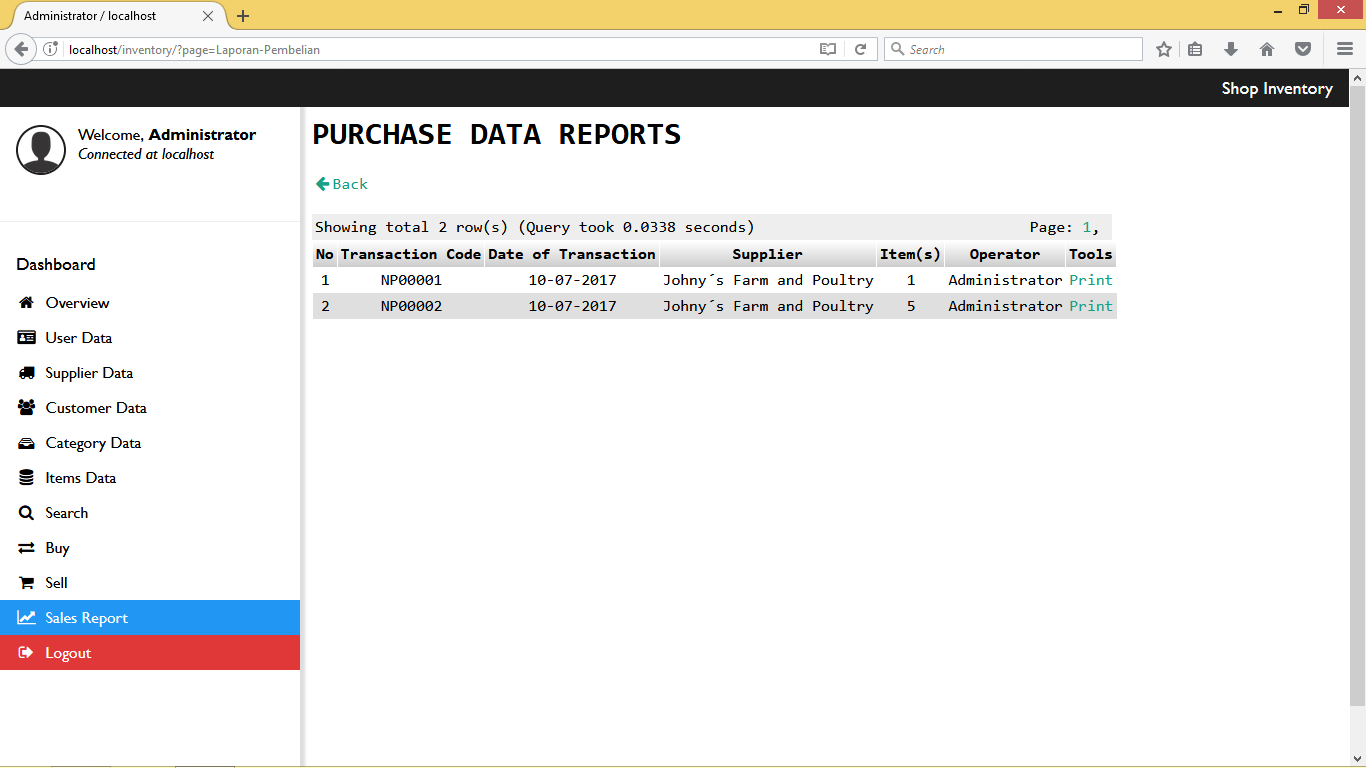 Administrator / localhost
localhost/inventory/?page=Laporan-Pembelian
Search
Shop Inventory
Welcome, Administrator
Connected at localhost
PURCHASE DATA REPORTS
Back
Showing total 2 row(s) (Query took 0.0338 seconds) Page: 1,
No Transaction Code Date of Transaction Supplier Item(s) Operator Tools
1 NP00001 10-07-2017 Johny´s Farm and Poultry 1 Administrator Print
2 NP00002 10-07-2017 Johny´s Farm and Poultry 5 Administrator Print
Dashboard
Overview
User Data
Supplier Data
Customer Data
Category Data
Items Data
Search
Buy
Sell
Sales Report
Logout